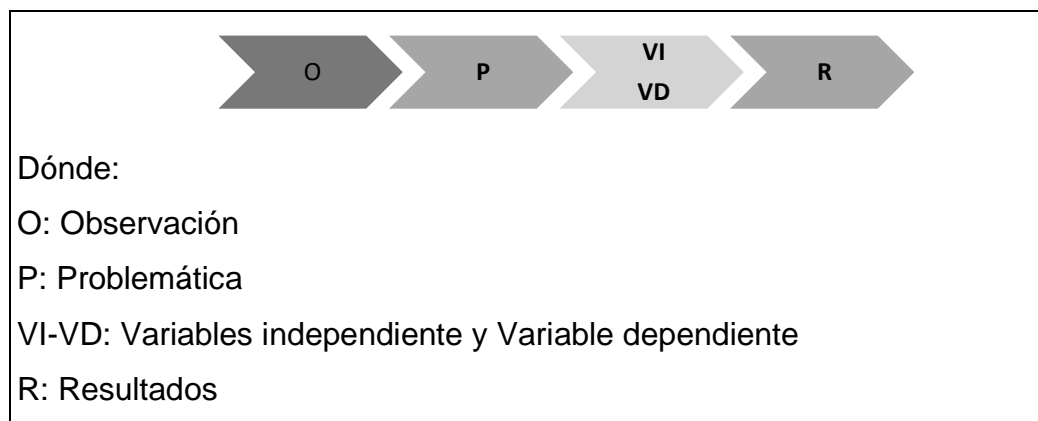 O
P
VI
VD
R
Dónde:
O: Observación
P: Problemática
VI-VD: Variables independiente y Variable dependiente
R: Resultados